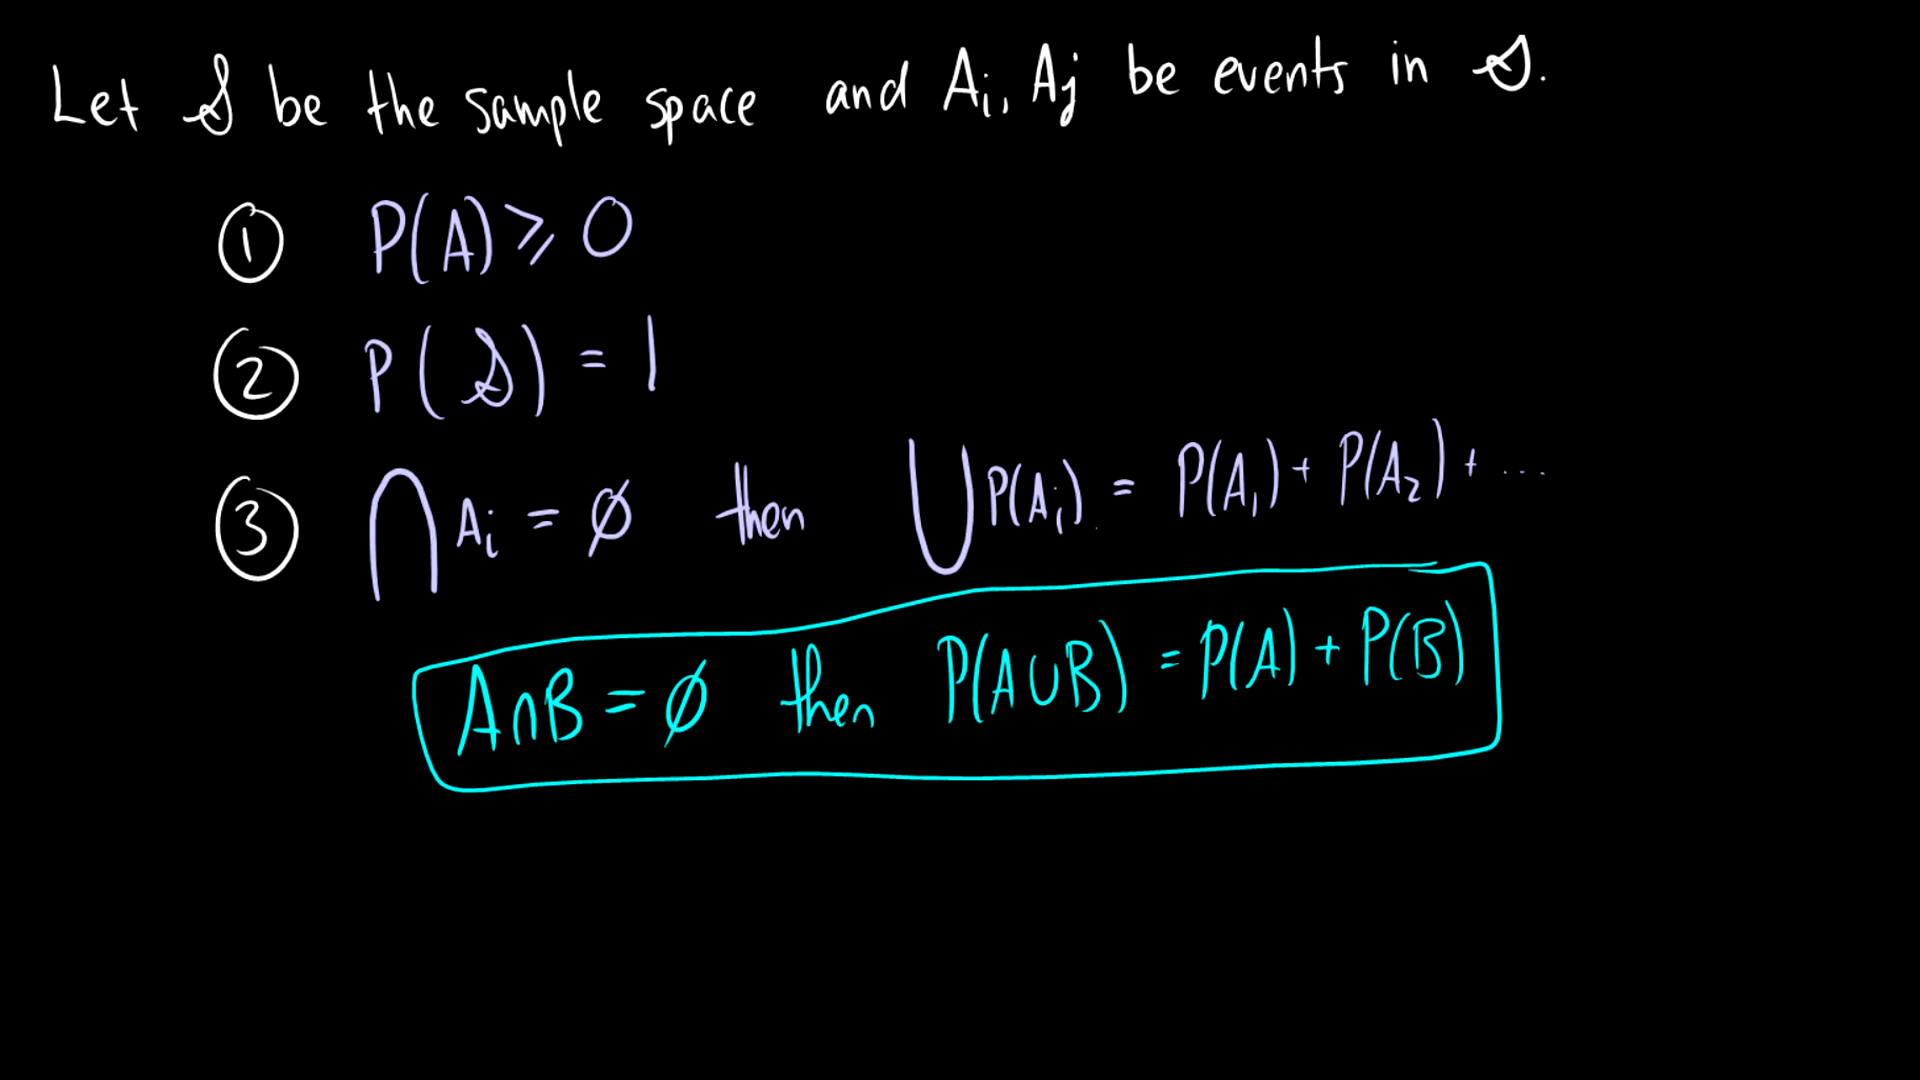 Let 𝒮 be the sample space and Aᵢ, Aⱼ be events in 𝒮.
① P(A) ⩾ 0
② P(𝒮) = 1
③ ⋂ Aᵢ = ∅ then ⋃ P(Aᵢ) = P(A₁) + P(A₂) + ...
A∩B = ∅ then P(A∪B) = P(A) + P(B)